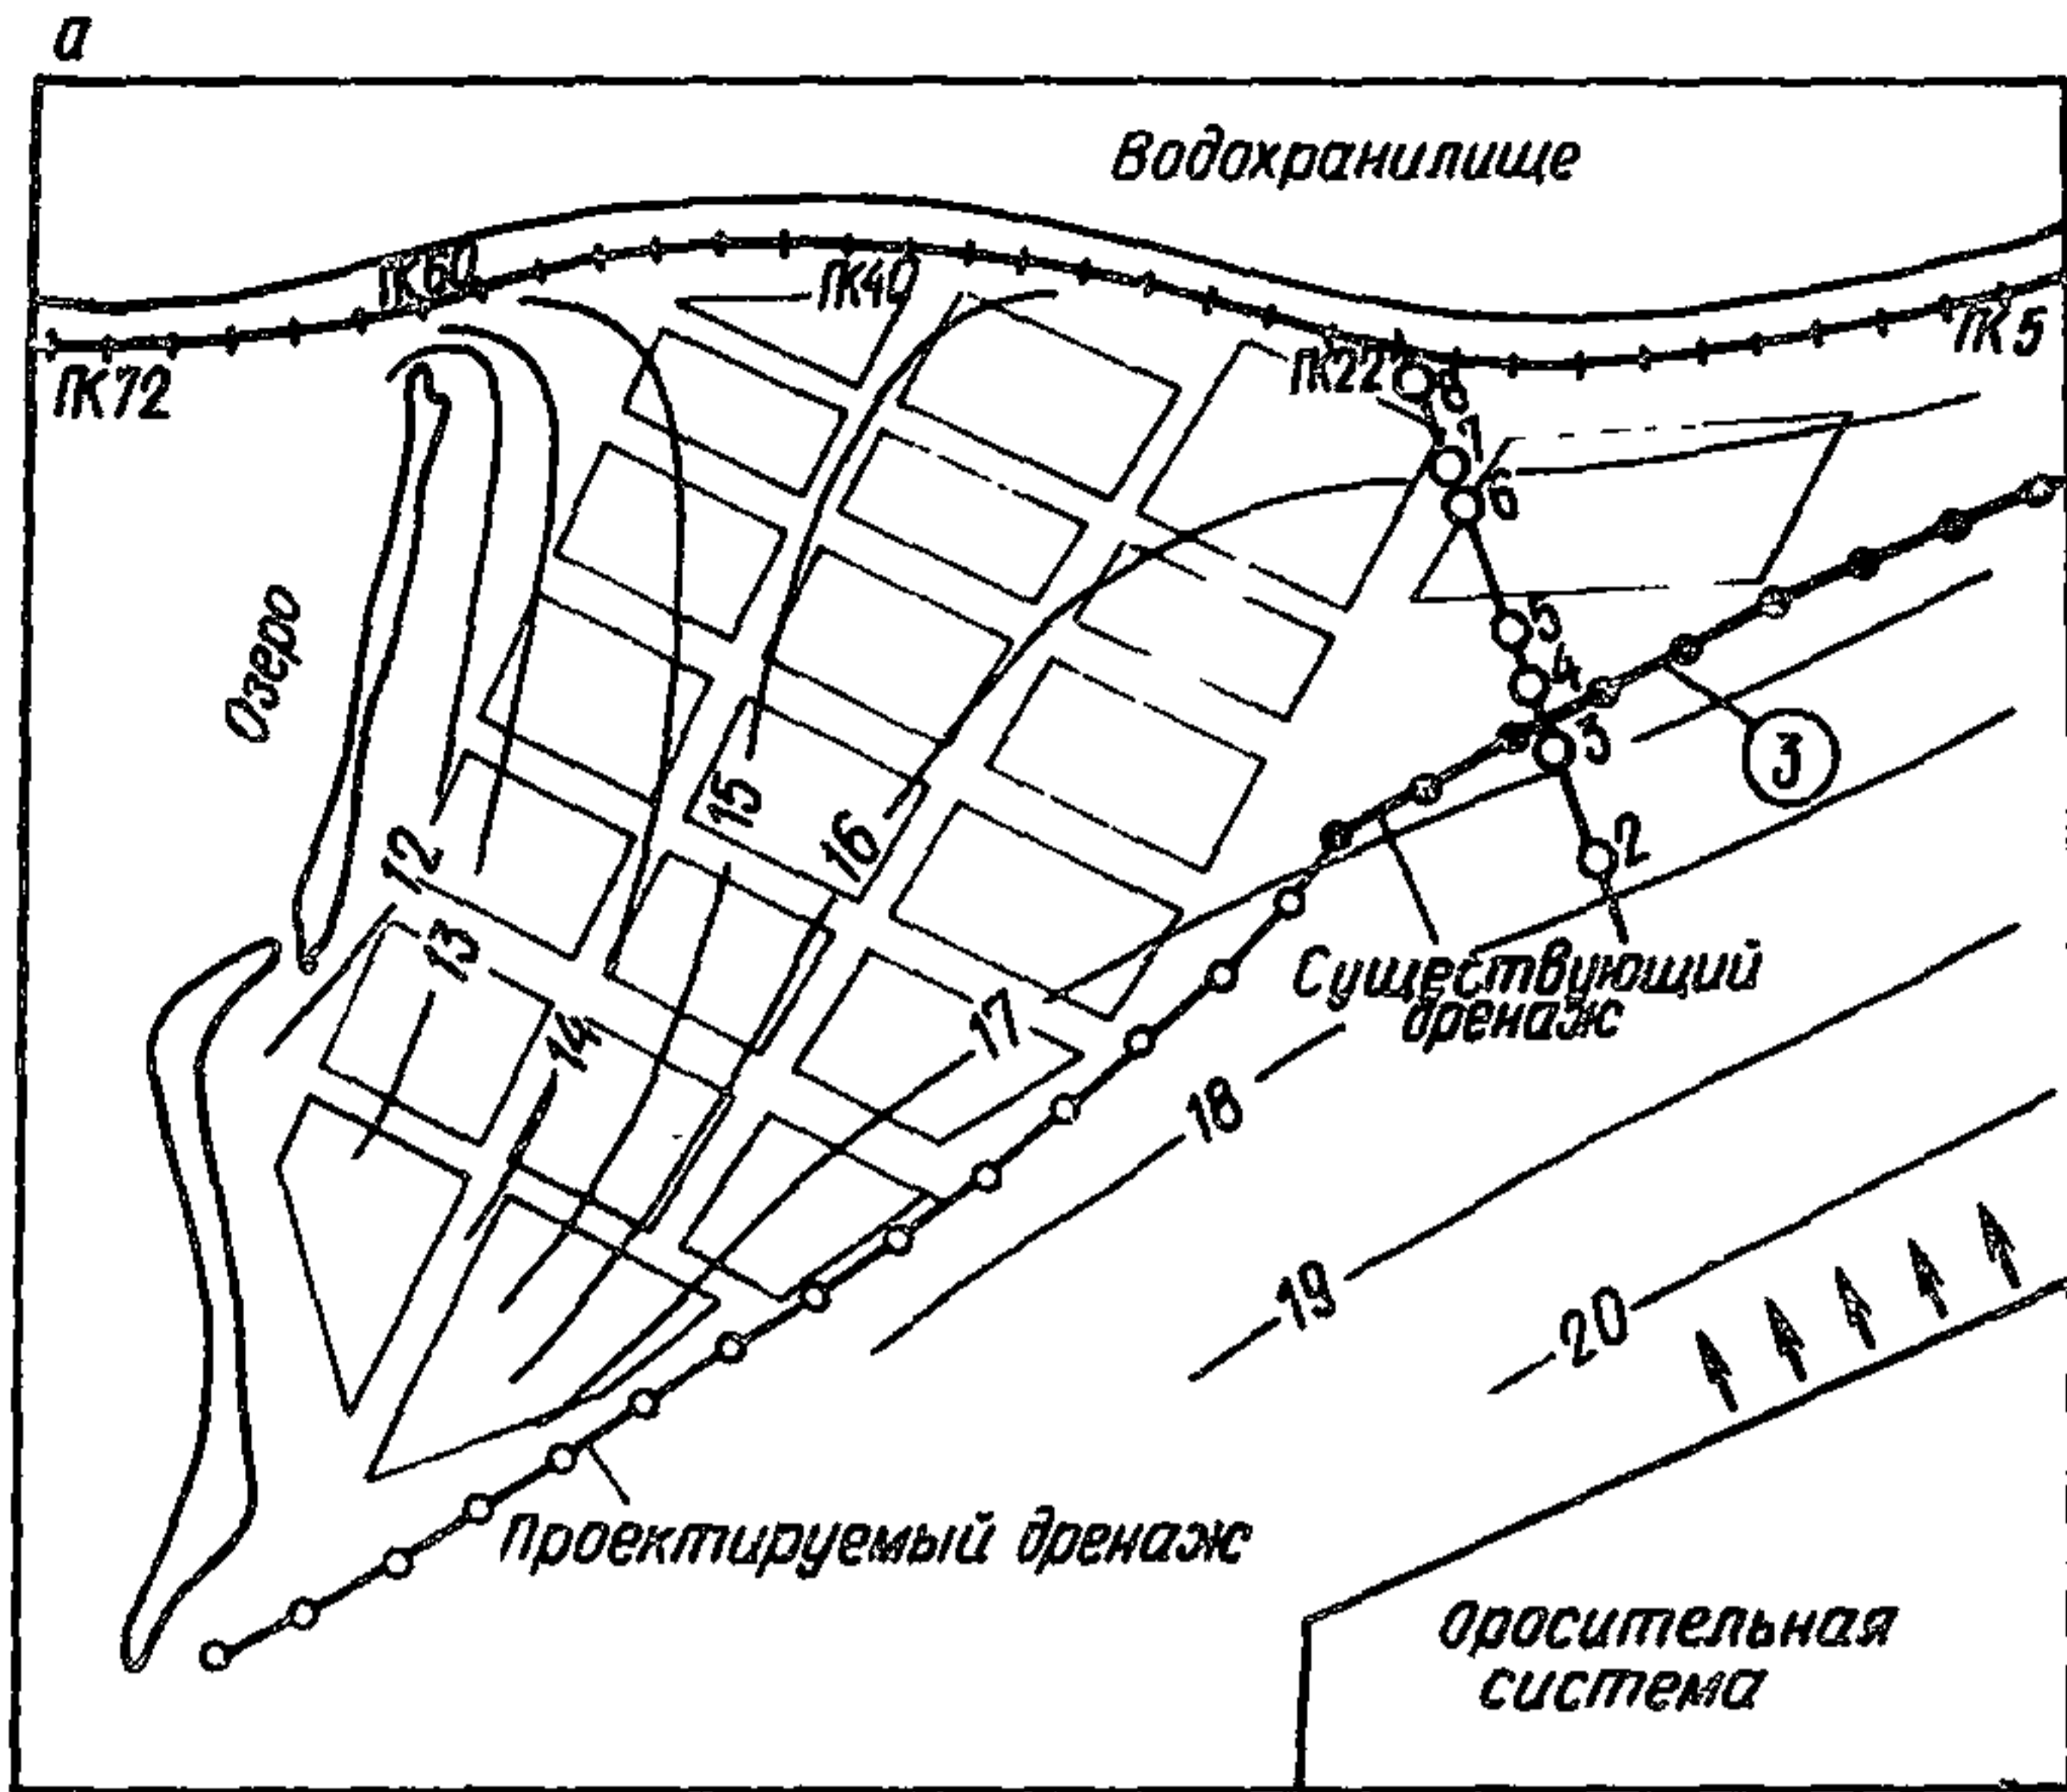 а
Водохранилище
ПК60
ПК40
ПК22
ПК5
ПК72
8
7
6
5
4
3
2
3
Озеро
12
13
14
15
16
17
18
19
20
Существующий
дренаж
Проектируемый дренаж
Оросительная
система